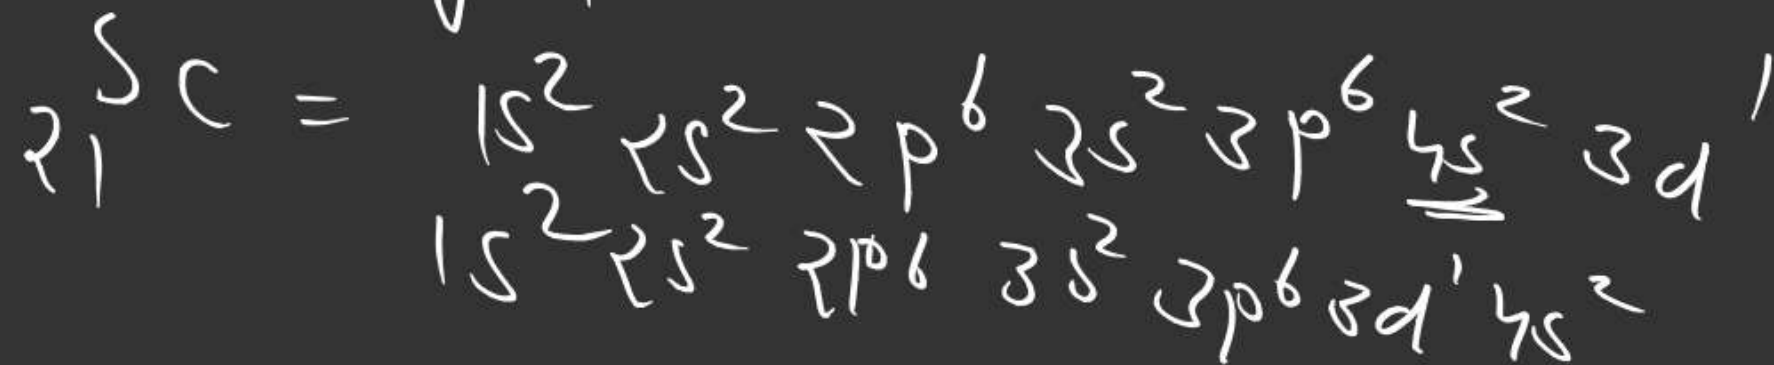 ₂₁Sc = 1s² 2s² 2p⁶ 3s² 3p⁶ 4s² 3d¹
1s² 2s² 2p⁶ 3s² 3p⁶ 3d¹ 4s²